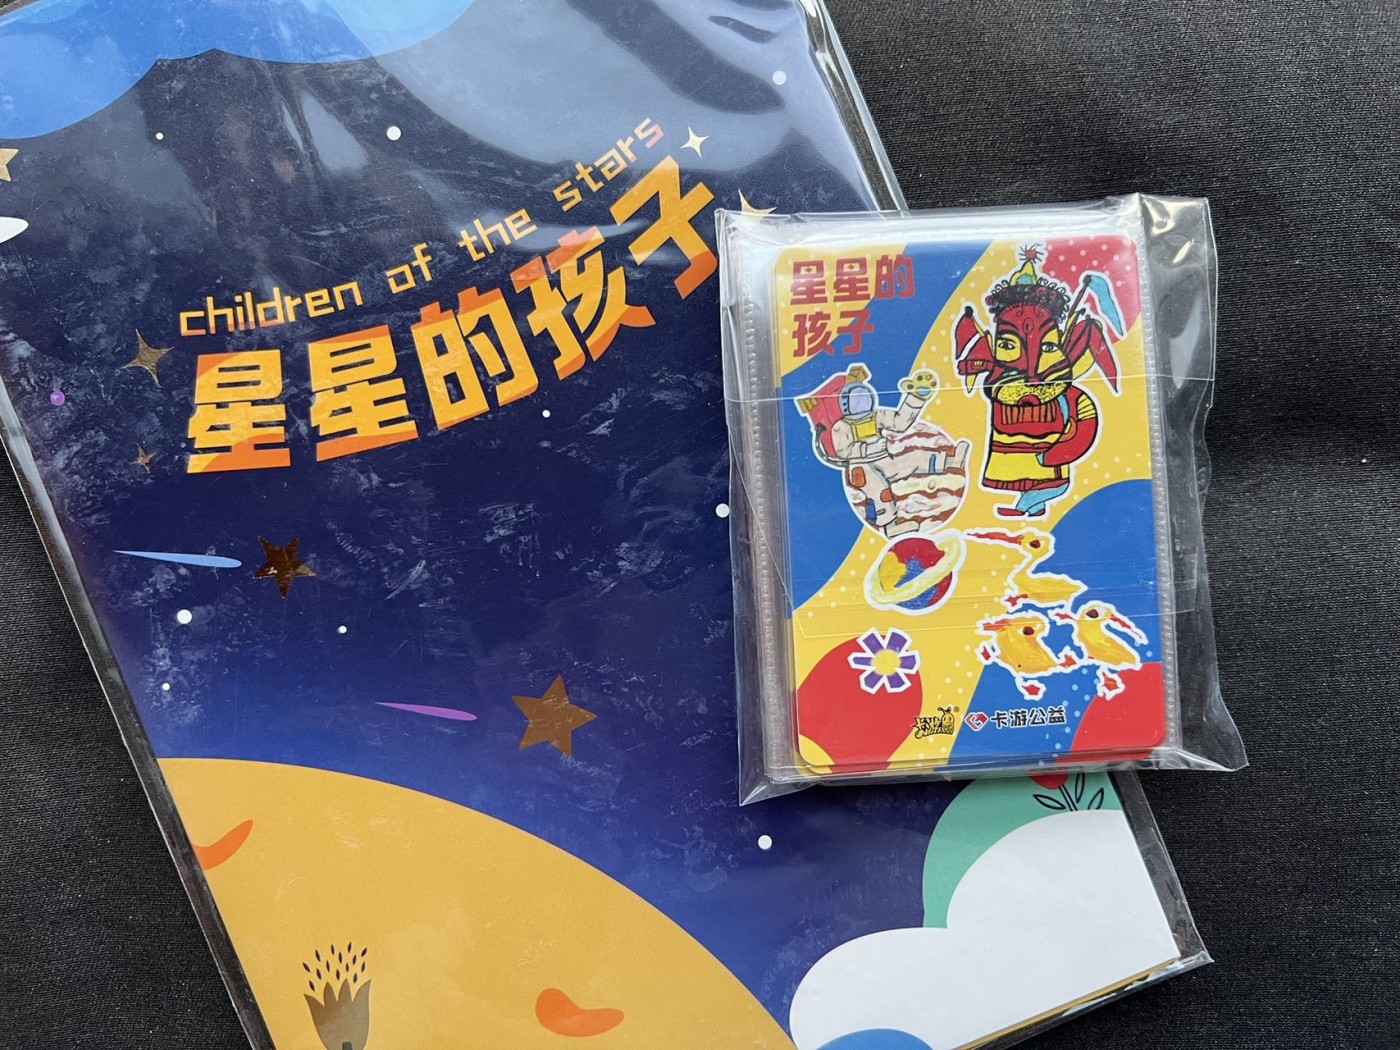 children of the stars
星星的孩子
星星的
孩子
卡游公益